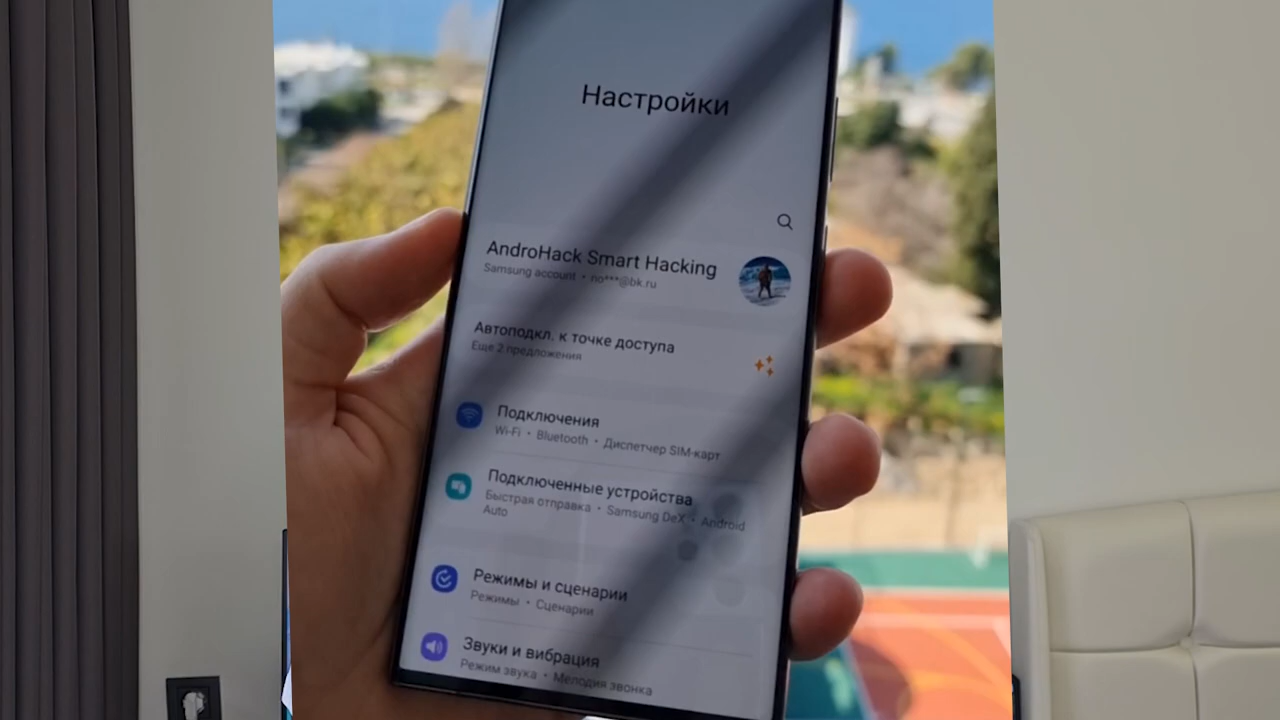 Настройки
AndroHack Smart Hacking
Samsung account • no***@bk.ru
Автоподкл. к точке доступа
Еще 2 предложения
Подключения
Wi-Fi • Bluetooth • Диспетчер SIM-карт
Подключенные устройства
Быстрая отправка • Samsung DeX • Android
Auto
Режимы и сценарии
Режимы • Сценарии
Звуки и вибрация
Режим звука • Мелодия звонка